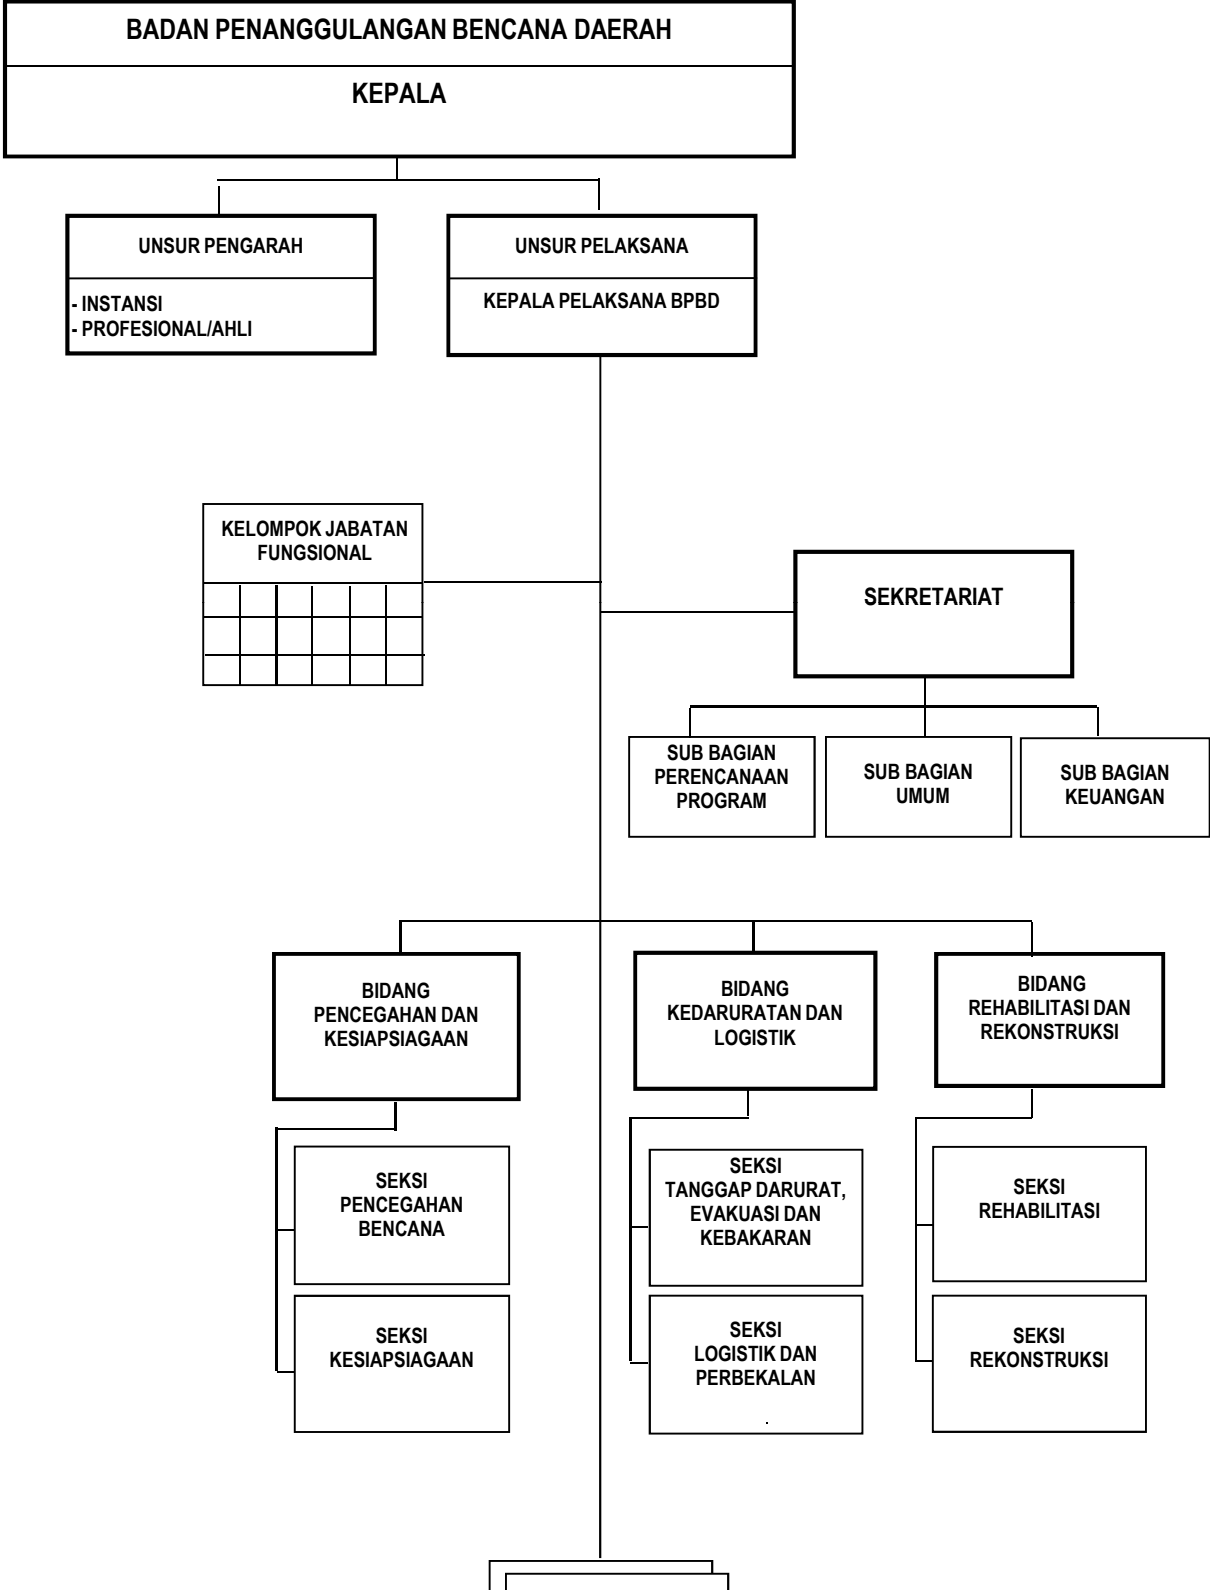 BADAN PENANGGULANGAN BENCANA DAERAH
KEPALA
UNSUR PENGARAH
- INSTANSI
- PROFESIONAL/AHLI
UNSUR PELAKSANA
KEPALA PELAKSANA BPBD
KELOMPOK JABATAN
FUNGSIONAL
SEKRETARIAT
SUB BAGIAN
PERENCANAAN
PROGRAM
SUB BAGIAN
UMUM
SUB BAGIAN
KEUANGAN
BIDANG
PENCEGAHAN DAN
KESIAPSIAGAAN
BIDANG
KEDARURATAN DAN
LOGISTIK
BIDANG
REHABILITASI DAN
REKONSTRUKSI
SEKSI
PENCEGAHAN
BENCANA
SEKSI
TANGGAP DARURAT,
EVAKUASI DAN
KEBAKARAN
SEKSI
REHABILITASI
SEKSI
KESIAPSIAGAAN
SEKSI
LOGISTIK DAN
PERBEKALAN
.
SEKSI
REKONSTRUKSI